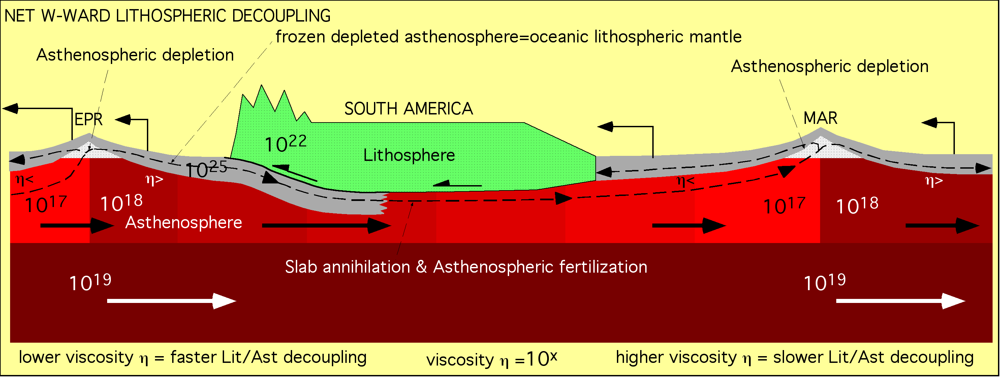 NET W-WARD LITHOSPHERIC DECOUPLING
frozen depleted asthenosphere=oceanic lithospheric mantle
Asthenospheric depletion
Asthenospheric depletion
SOUTH AMERICA
EPR
MAR
10²²
Lithosphere
10²⁵
η<
η>
η<
η>
10¹⁷
10¹⁸
10¹⁷
10¹⁸
Asthenosphere
Slab annihilation & Asthenospheric fertilization
10¹⁹
10¹⁹
lower viscosity η = faster Lit/Ast decoupling
viscosity η =10ˣ
higher viscosity η = slower Lit/Ast decoupling